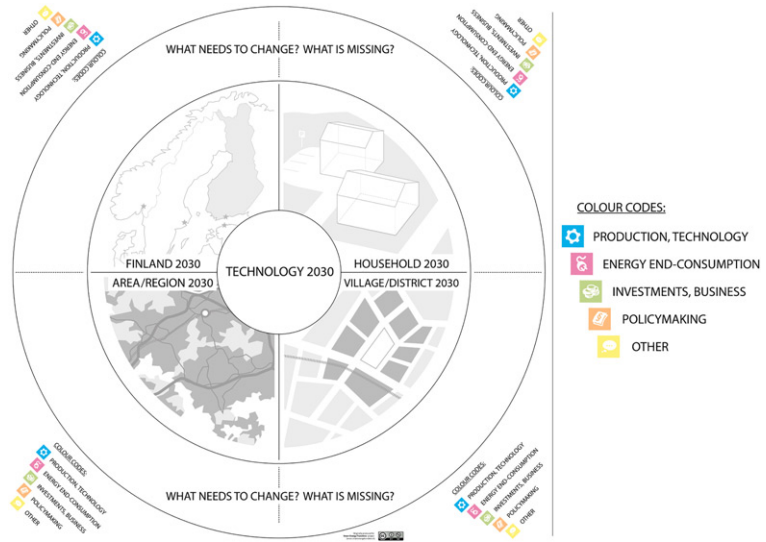 WHAT NEEDS TO CHANGE? WHAT IS MISSING?
COLOUR CODES:
PRODUCTION, TECHNOLOGY
ENERGY END-CONSUMPTION
INVESTMENTS, BUSINESS
POLICYMAKING
OTHER
COLOUR CODES:
PRODUCTION, TECHNOLOGY
ENERGY END-CONSUMPTION
INVESTMENTS, BUSINESS
POLICYMAKING
OTHER
FINLAND 2030
HOUSEHOLD 2030
TECHNOLOGY 2030
AREA/REGION 2030
VILLAGE/DISTRICT 2030
COLOUR CODES:
PRODUCTION, TECHNOLOGY
ENERGY END-CONSUMPTION
INVESTMENTS, BUSINESS
POLICYMAKING
OTHER
COLOUR CODES:
PRODUCTION, TECHNOLOGY
ENERGY END-CONSUMPTION
INVESTMENTS, BUSINESS
POLICYMAKING
OTHER
WHAT NEEDS TO CHANGE? WHAT IS MISSING?
COLOUR CODES:
PRODUCTION, TECHNOLOGY
ENERGY END-CONSUMPTION
INVESTMENTS, BUSINESS
POLICYMAKING
OTHER